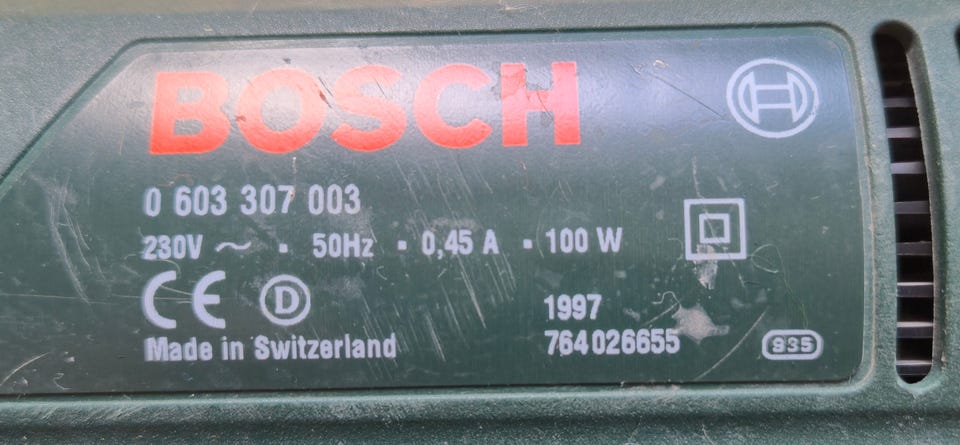 BOSCH
0 603 307 003
230V ~ · 50Hz · 0,45 A · 100 W
CE D
1997
764026655
Made in Switzerland
935